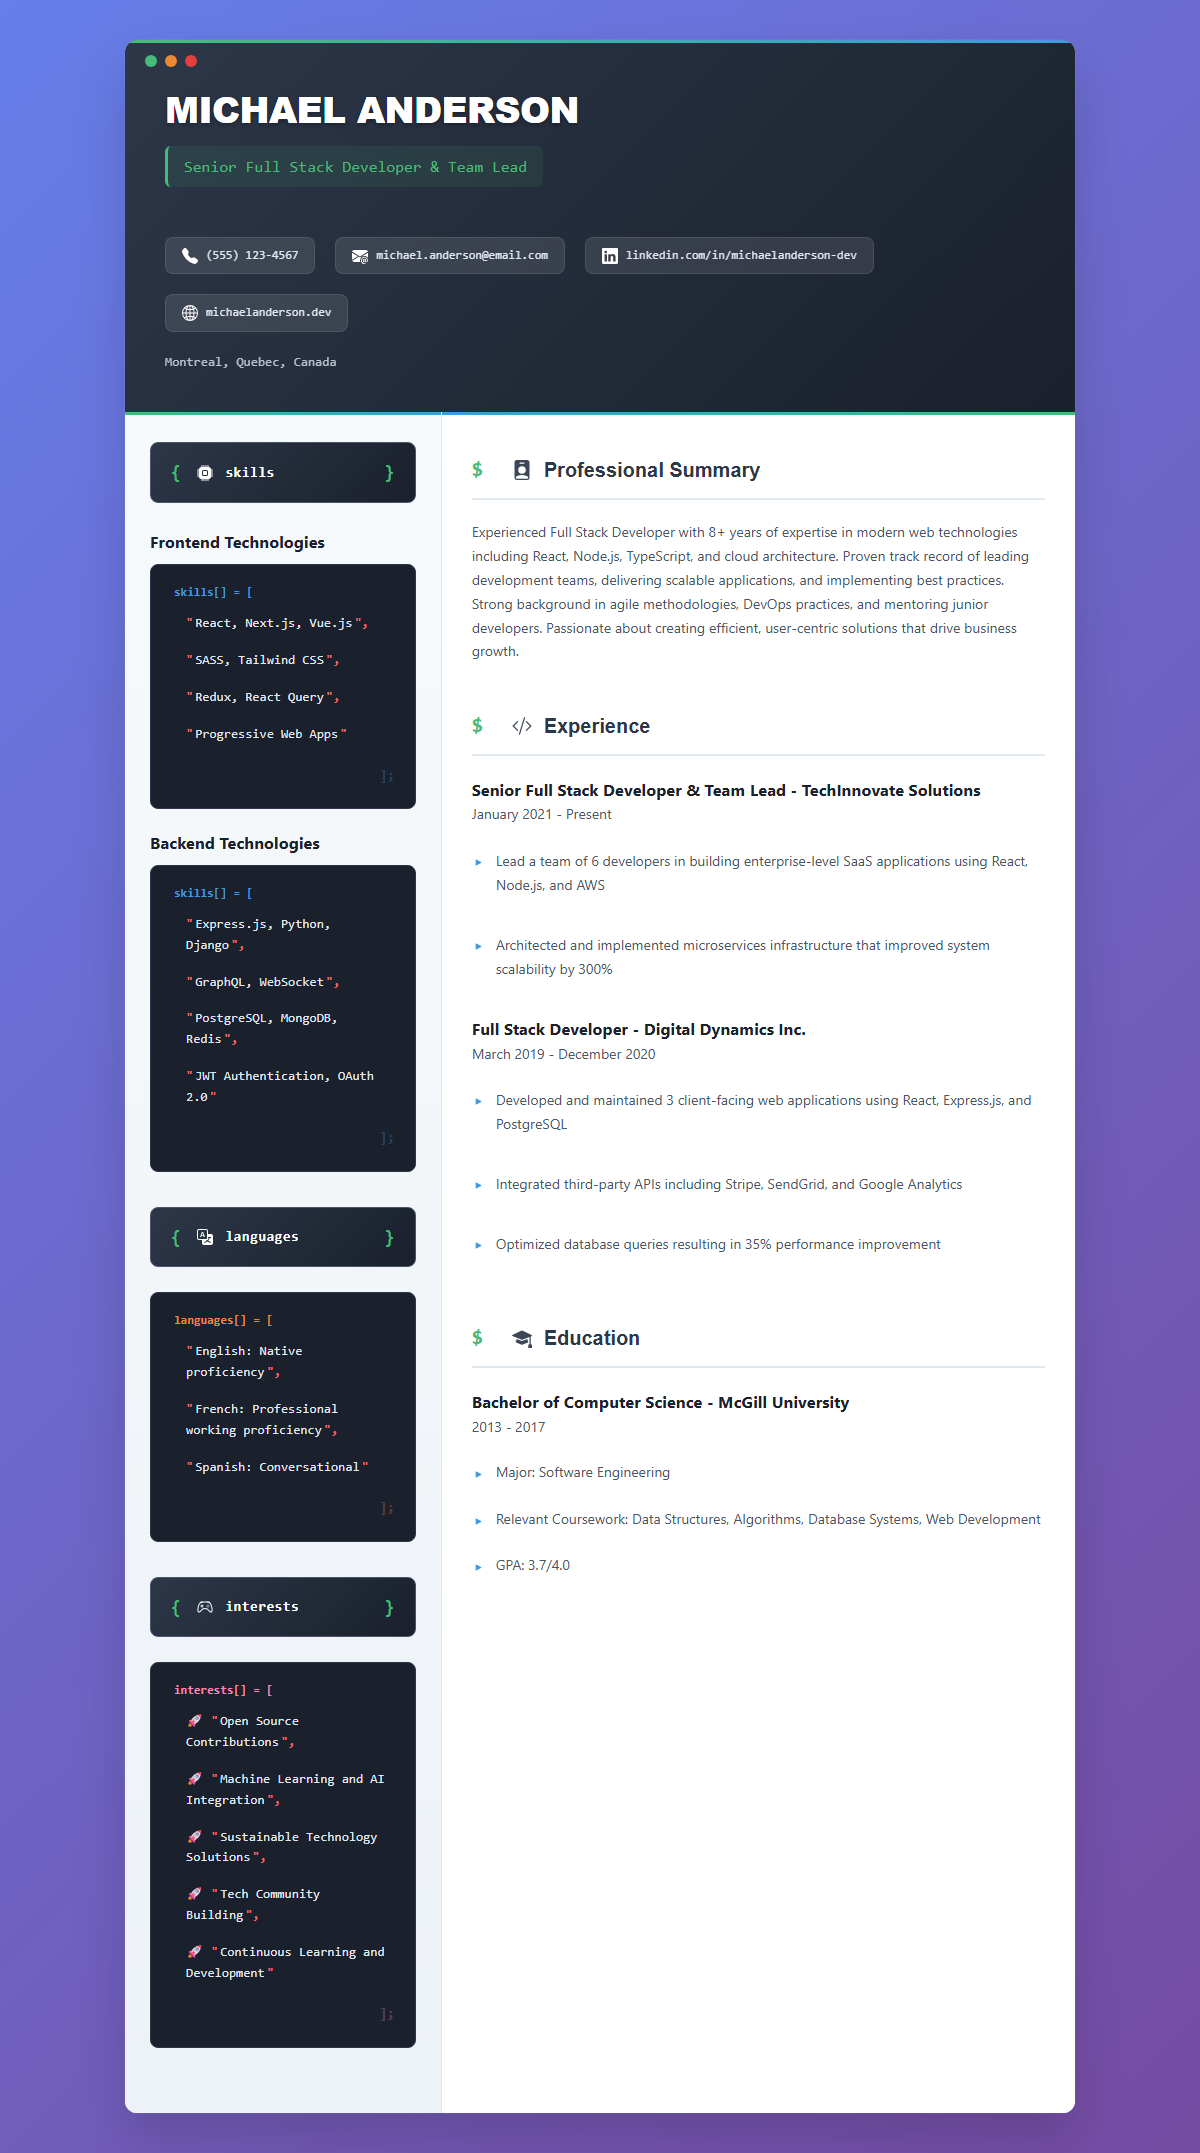 MICHAEL ANDERSON
Senior Full Stack Developer & Team Lead
(555) 123-4567
michael.anderson@email.com
linkedin.com/in/michaelanderson-dev
michaelanderson.dev
Montreal, Quebec, Canada
{ skills }
Frontend Technologies
skills[] = [
"React, Next.js, Vue.js",
"SASS, Tailwind CSS",
"Redux, React Query",
"Progressive Web Apps"
];
Backend Technologies
skills[] = [
"Express.js, Python,
Django",
"GraphQL, WebSocket",
"PostgreSQL, MongoDB,
Redis",
"JWT Authentication, OAuth
2.0"
];
{ languages }
languages[] = [
"English: Native
proficiency",
"French: Professional
working proficiency",
"Spanish: Conversational"
];
{ interests }
interests[] = [
🚀 "Open Source
Contributions",
🚀 "Machine Learning and AI
Integration",
🚀 "Sustainable Technology
Solutions",
🚀 "Tech Community
Building",
🚀 "Continuous Learning and
Development"
];
$ Professional Summary
Experienced Full Stack Developer with 8+ years of expertise in modern web technologies
including React, Node.js, TypeScript, and cloud architecture. Proven track record of leading
development teams, delivering scalable applications, and implementing best practices.
Strong background in agile methodologies, DevOps practices, and mentoring junior
developers. Passionate about creating efficient, user-centric solutions that drive business
growth.
$ </> Experience
Senior Full Stack Developer & Team Lead - TechInnovate Solutions
January 2021 - Present
▸ Lead a team of 6 developers in building enterprise-level SaaS applications using React,
Node.js, and AWS
▸ Architected and implemented microservices infrastructure that improved system
scalability by 300%
Full Stack Developer - Digital Dynamics Inc.
March 2019 - December 2020
▸ Developed and maintained 3 client-facing web applications using React, Express.js, and
PostgreSQL
▸ Integrated third-party APIs including Stripe, SendGrid, and Google Analytics
▸ Optimized database queries resulting in 35% performance improvement
$ Education
Bachelor of Computer Science - McGill University
2013 - 2017
▸ Major: Software Engineering
▸ Relevant Coursework: Data Structures, Algorithms, Database Systems, Web Development
▸ GPA: 3.7/4.0